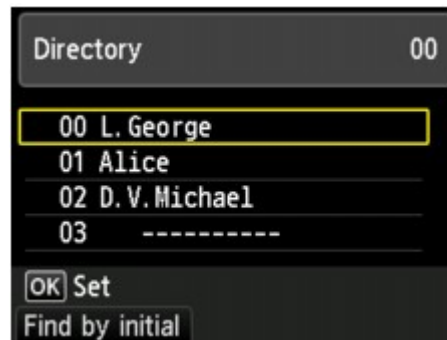 Directory 00
00 L.George
01 Alice
02 D.V.Michael
03 ----------
OK Set
Find by initial